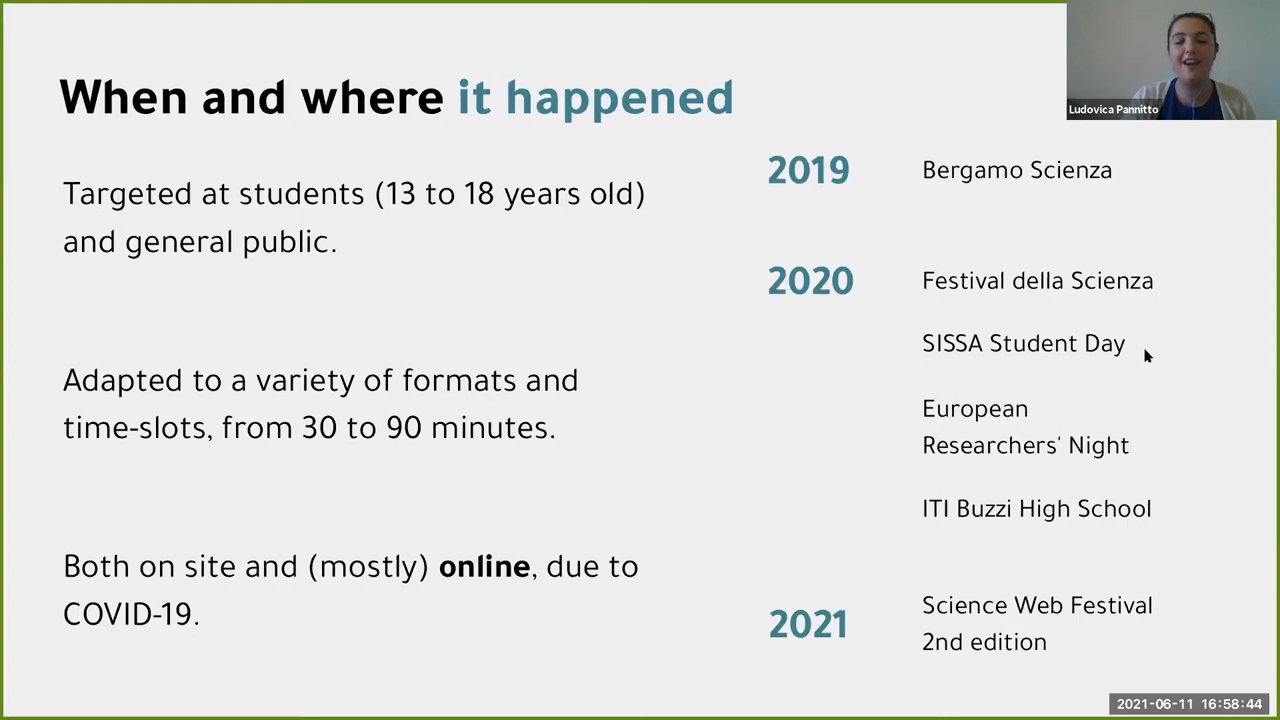 When and where it happened
Ludovica Pannitto
Targeted at students (13 to 18 years old)
and general public.
Adapted to a variety of formats and
time-slots, from 30 to 90 minutes.
Both on site and (mostly) online, due to
COVID-19.
2019 Bergamo Scienza
2020 Festival della Scienza
SISSA Student Day
European
Researchers' Night
ITI Buzzi High School
2021 Science Web Festival
2nd edition
2021-06-11 16:58:44